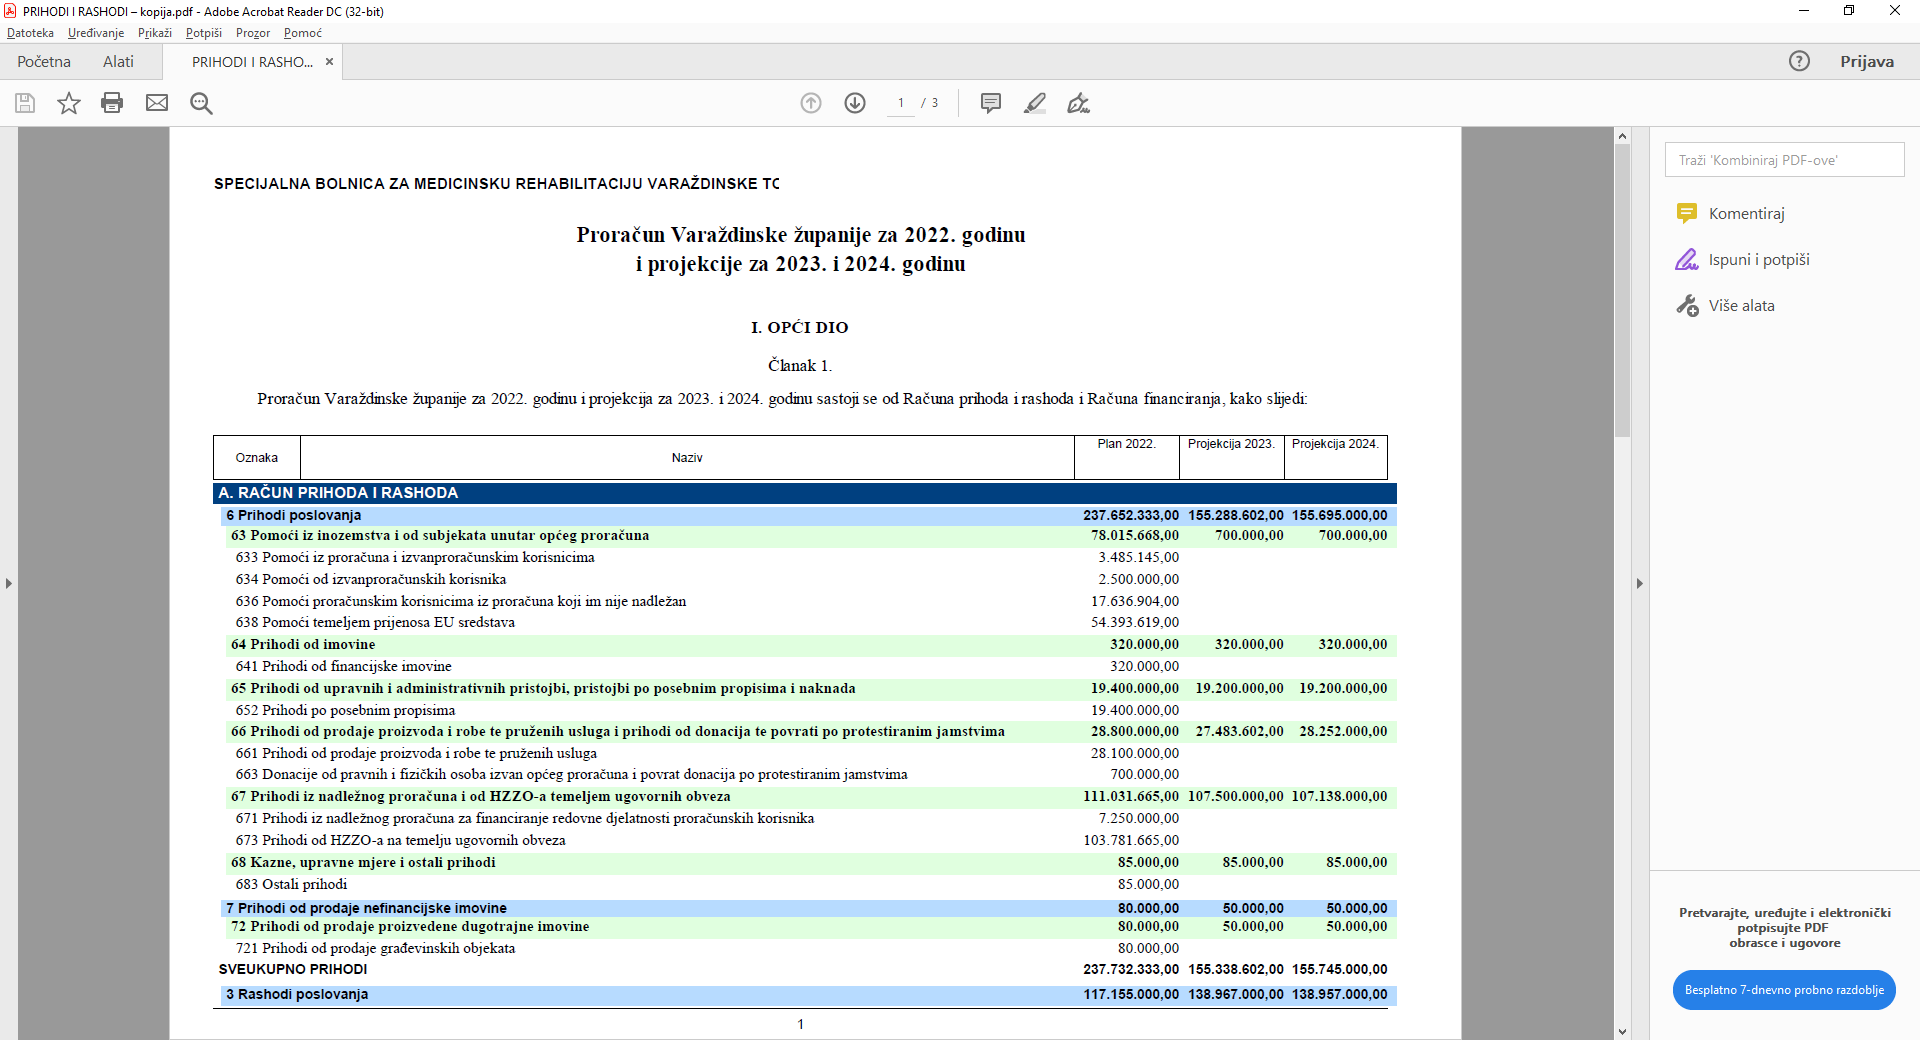 PRIHODI I RASHODI – kopija.pdf - Adobe Acrobat Reader DC (32-bit)
Datoteka Uređivanje Prikaži Potpiši Prozor Pomoć
Početna Alati PRIHODI I RASHO... × ? Prijava
1 / 3
SPECIJALNA BOLNICA ZA MEDICINSKU REHABILITACIJU VARAŽDINSKE TO
Proračun Varaždinske županije za 2022. godinu
i projekcije za 2023. i 2024. godinu
I. OPĆI DIO
Članak 1.
Proračun Varaždinske županije za 2022. godinu i projekcija za 2023. i 2024. godinu sastoji se od Računa prihoda i rashoda i Računa financiranja, kako slijedi:
Oznaka Naziv Plan 2022. Projekcija 2023. Projekcija 2024.
A. RAČUN PRIHODA I RASHODA
6 Prihodi poslovanja 237.652.333,00 155.288.602,00 155.695.000,00
63 Pomoći iz inozemstva i od subjekata unutar općeg proračuna 78.015.668,00 700.000,00 700.000,00
633 Pomoći iz proračuna i izvanproračunskim korisnicima 3.485.145,00
634 Pomoći od izvanproračunskih korisnika 2.500.000,00
636 Pomoći proračunskim korisnicima iz proračuna koji im nije nadležan 17.636.904,00
638 Pomoći temeljem prijenosa EU sredstava 54.393.619,00
64 Prihodi od imovine 320.000,00 320.000,00 320.000,00
641 Prihodi od financijske imovine 320.000,00
65 Prihodi od upravnih i administrativnih pristojbi, pristojbi po posebnim propisima i naknada 19.400.000,00 19.200.000,00 19.200.000,00
652 Prihodi po posebnim propisima 19.400.000,00
66 Prihodi od prodaje proizvoda i robe te pruženih usluga i prihodi od donacija te povrati po protestiranim jamstvima 28.800.000,00 27.483.602,00 28.252.000,00
661 Prihodi od prodaje proizvoda i robe te pruženih usluga 28.100.000,00
663 Donacije od pravnih i fizičkih osoba izvan općeg proračuna i povrat donacija po protestiranim jamstvima 700.000,00
67 Prihodi iz nadležnog proračuna i od HZZO-a temeljem ugovornih obveza 111.031.665,00 107.500.000,00 107.138.000,00
671 Prihodi iz nadležnog proračuna za financiranje redovne djelatnosti proračunskih korisnika 7.250.000,00
673 Prihodi od HZZO-a na temelju ugovornih obveza 103.781.665,00
68 Kazne, upravne mjere i ostali prihodi 85.000,00 85.000,00 85.000,00
683 Ostali prihodi 85.000,00
7 Prihodi od prodaje nefinancijske imovine 80.000,00 50.000,00 50.000,00
72 Prihodi od prodaje proizvedene dugotrajne imovine 80.000,00 50.000,00 50.000,00
721 Prihodi od prodaje građevinskih objekata 80.000,00
SVEUKUPNO PRIHODI 237.732.333,00 155.338.602,00 155.745.000,00
3 Rashodi poslovanja 117.155.000,00 138.967.000,00 138.957.000,00
1
Traži 'Kombiniraj PDF-ove'
Komentiraj
Ispuni i potpiši
Više alata
Pretvarajte, uređujte i elektronički
potpisujte PDF
obrasce i ugovore
Besplatno 7-dnevno probno razdoblje